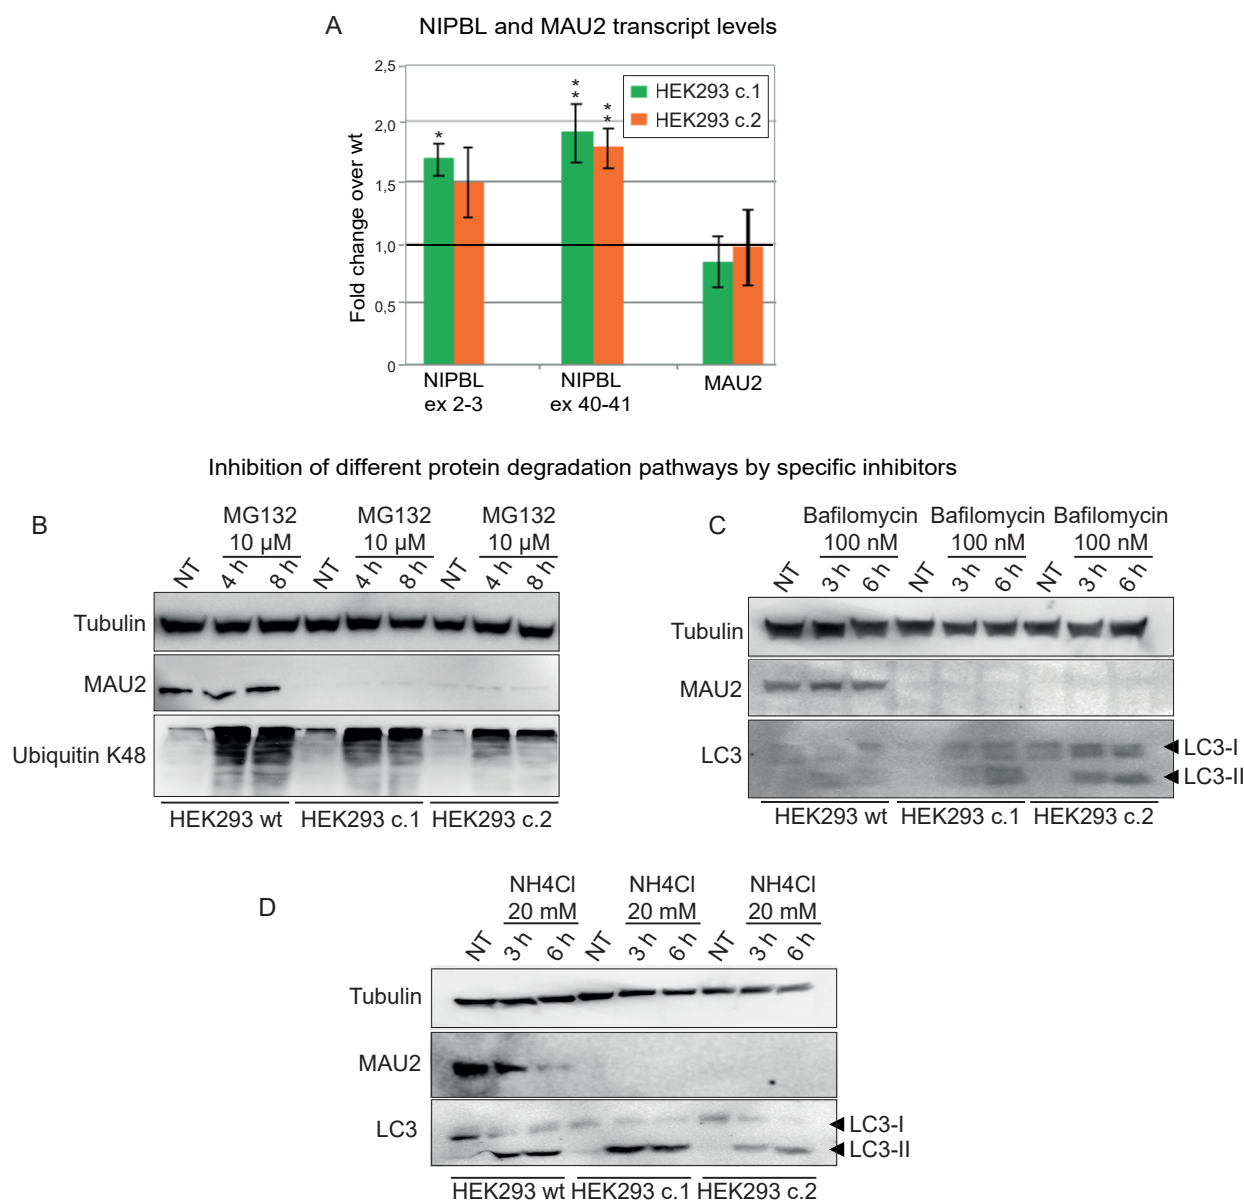 A NIPBL and MAU2 transcript levels
Fold change over wt
2,5
2,0
1,5
1,0
0,5
0
*
* *
* *
HEK293 c.1
HEK293 c.2
NIPBL
ex 2-3
NIPBL
ex 40-41
MAU2
Inhibition of different protein degradation pathways by specific inhibitors
B
MG132 MG132 MG132
10 µM 10 µM 10 µM
NT 4 h 8 h NT 4 h 8 h NT 4 h 8 h
Tubulin
MAU2
Ubiquitin K48
HEK293 wt HEK293 c.1 HEK293 c.2
C
Bafilomycin Bafilomycin Bafilomycin
100 nM 100 nM 100 nM
NT 3 h 6 h NT 3 h 6 h NT 3 h 6 h
Tubulin
MAU2
LC3
LC3-I
LC3-II
HEK293 wt HEK293 c.1 HEK293 c.2
D
NH4Cl NH4Cl NH4Cl
20 mM 20 mM 20 mM
NT 3 h 6 h NT 3 h 6 h NT 3 h 6 h
Tubulin
MAU2
LC3
LC3-I
LC3-II
HEK293 wt HEK293 c.1 HEK293 c.2